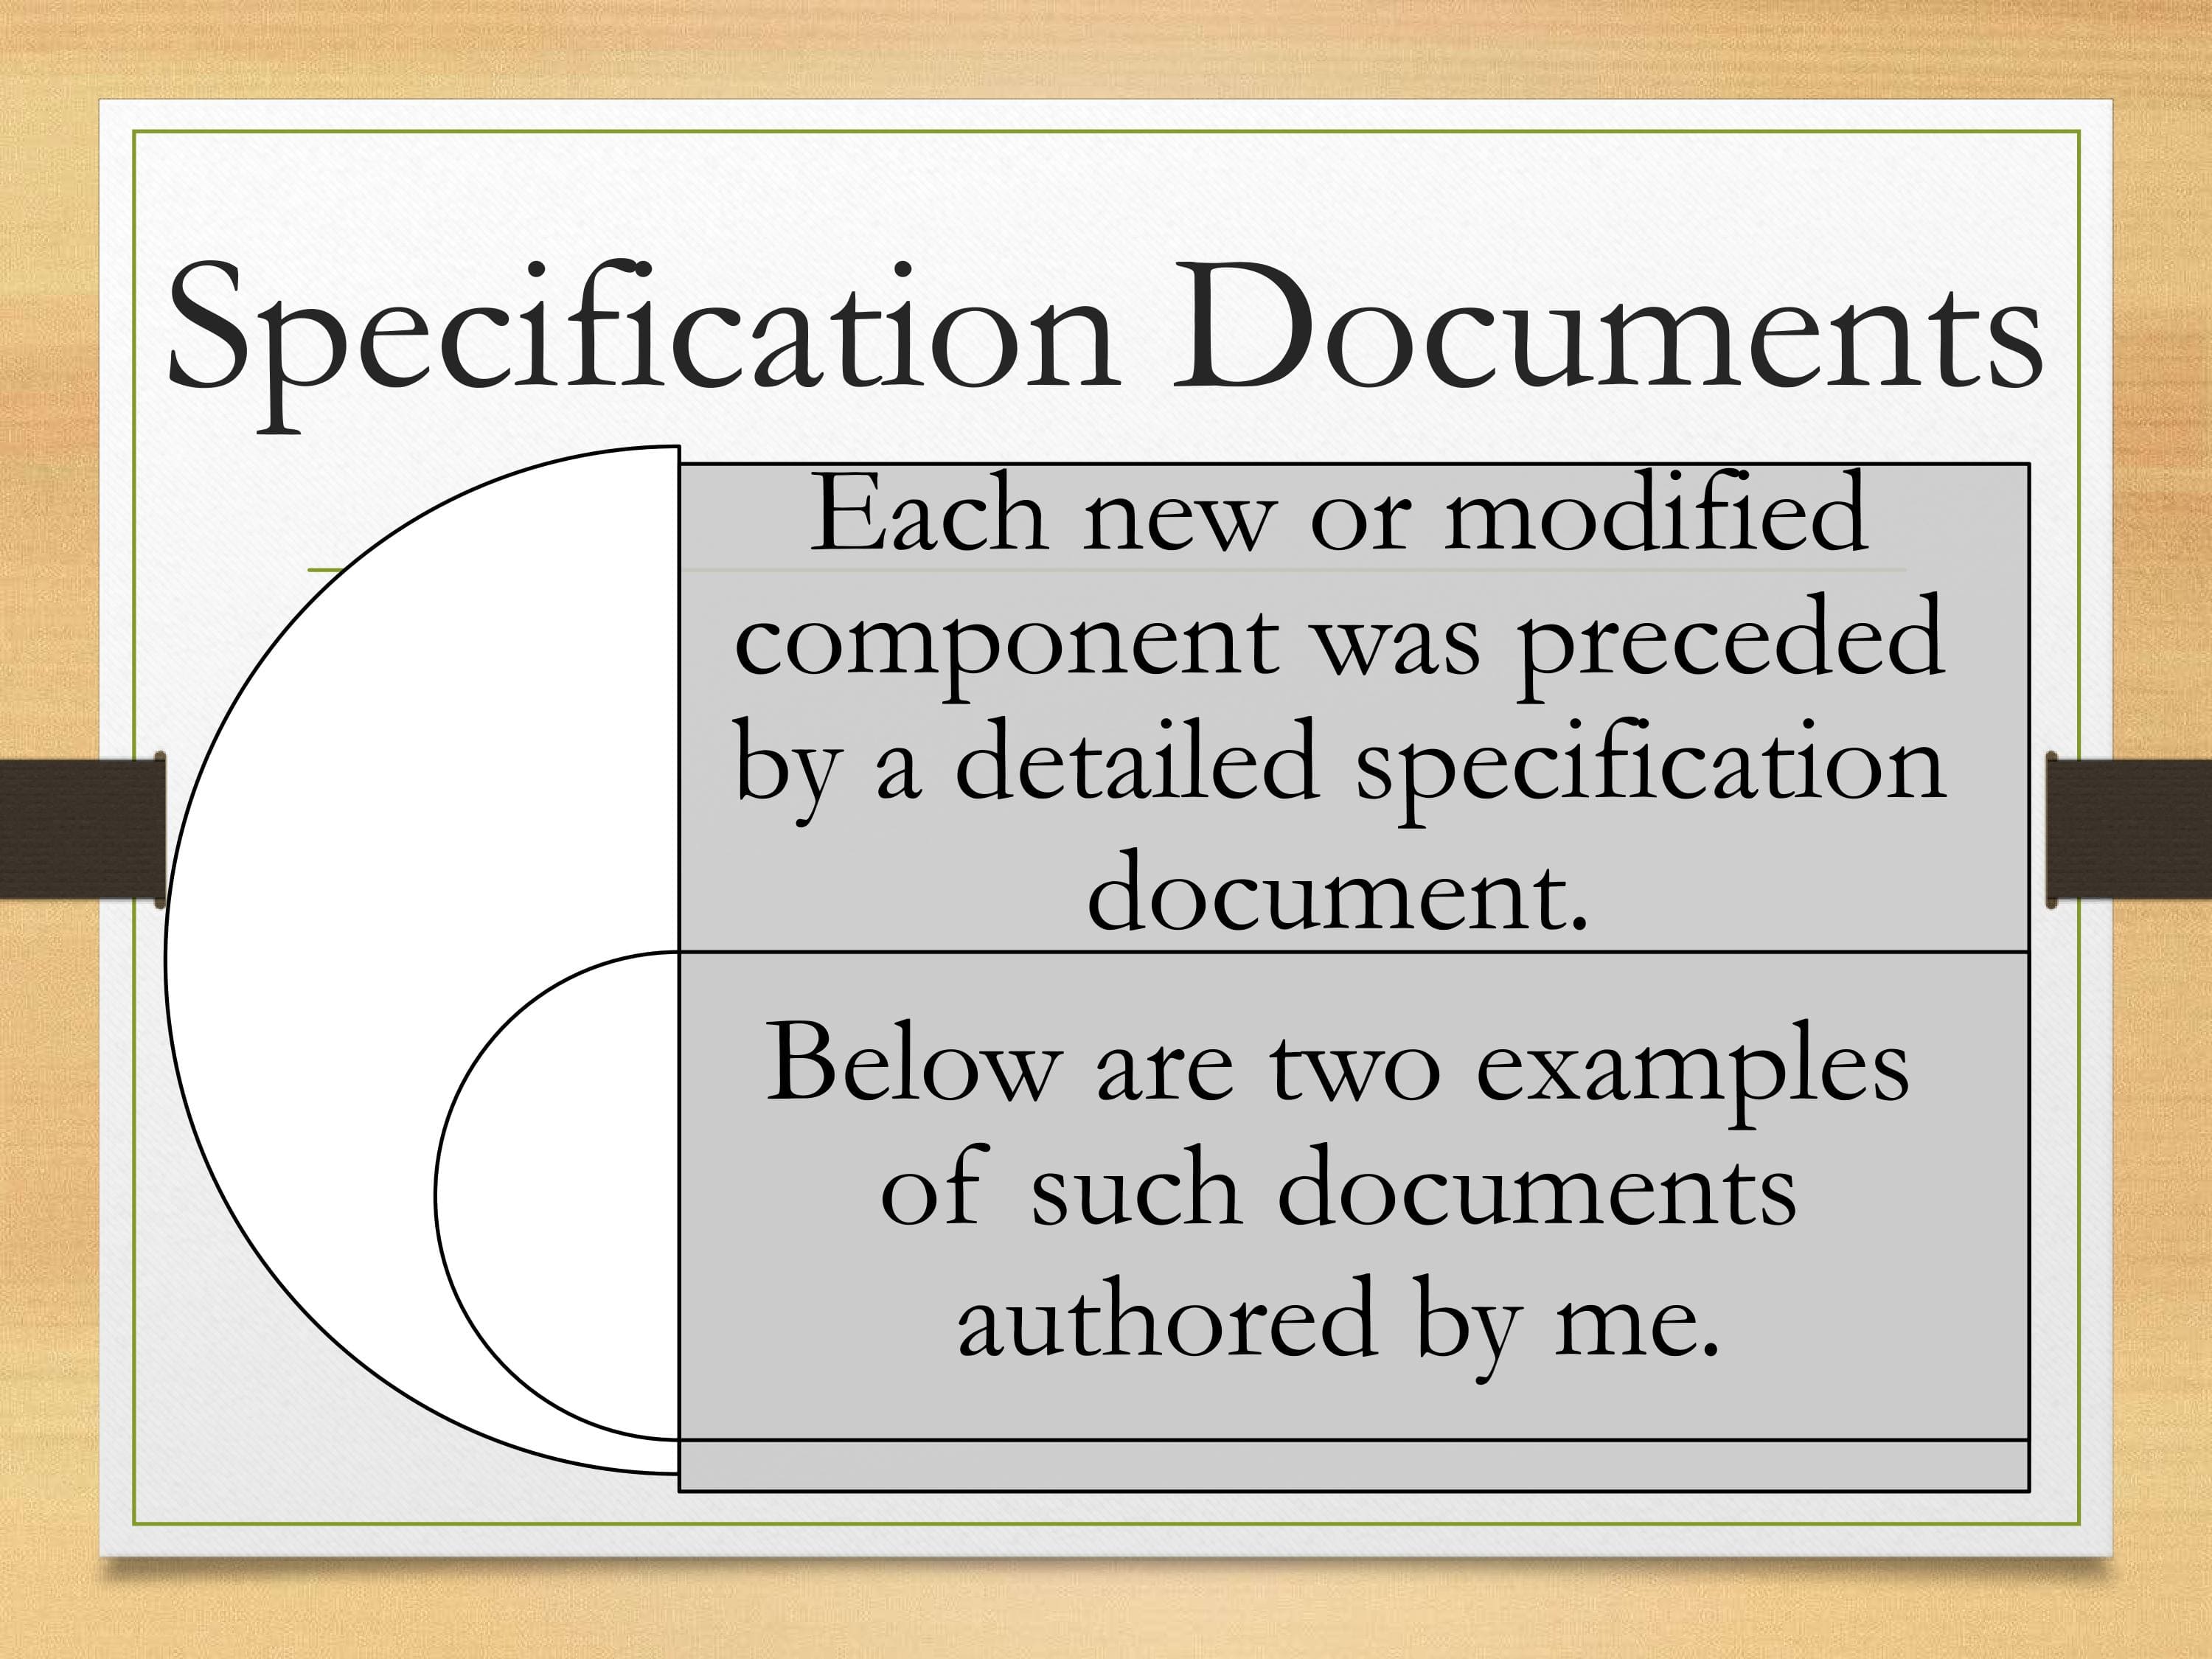 Specification Documents
Each new or modified
component was preceded
by a detailed specification
document.
Below are two examples
of such documents
authored by me.